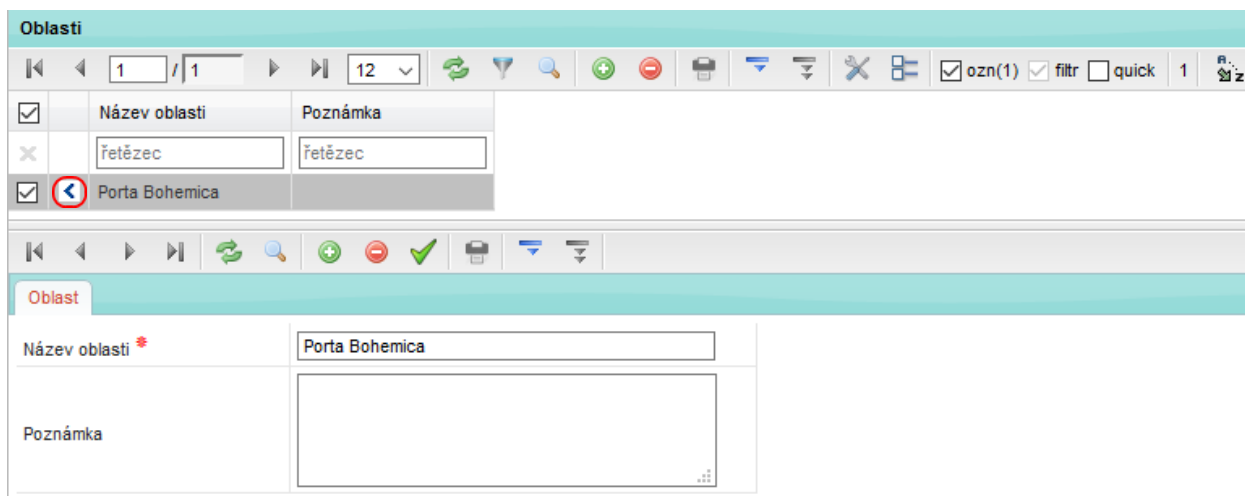 Oblasti
1 / 1 12 ozn(1) filtr quick 1
Název oblasti Poznámka
řetězec řetězec
Porta Bohemica
Oblast
Název oblasti Porta Bohemica
Poznámka